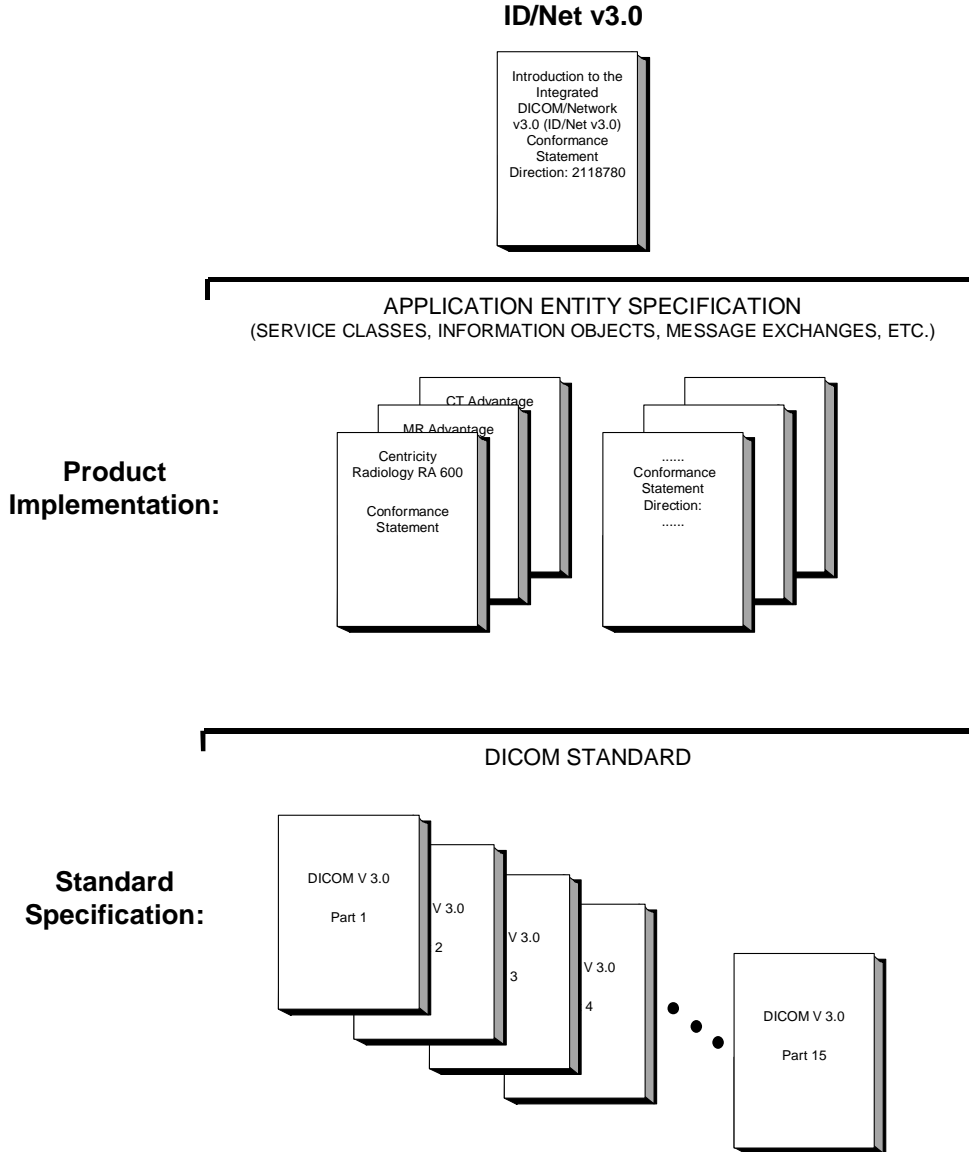 ID/Net v3.0
Introduction to the
Integrated
DICOM/Network
v3.0 (ID/Net v3.0)
Conformance
Statement
Direction: 2118780
APPLICATION ENTITY SPECIFICATION
(SERVICE CLASSES, INFORMATION OBJECTS, MESSAGE EXCHANGES, ETC.)
Product
Implementation:
CT Advantage
MR Advantage
Centricity
Radiology RA 600
Conformance
Statement
......
Conformance
Statement
Direction:
......
DICOM STANDARD
Standard
Specification:
DICOM V 3.0
Part 1
V 3.0
2
V 3.0
3
V 3.0
4
DICOM V 3.0
Part 15